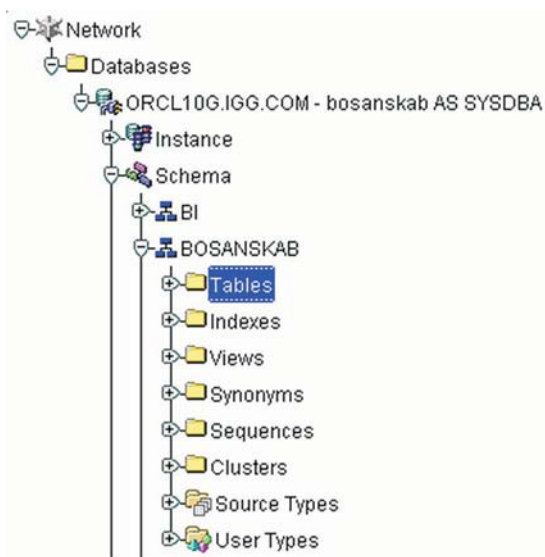 Network
Databases
ORCL10G.IGG.COM - bosanskab AS SYSDBA
Instance
Schema
BI
BOSANSKAB
Tables
Indexes
Views
Synonyms
Sequences
Clusters
Source Types
User Types